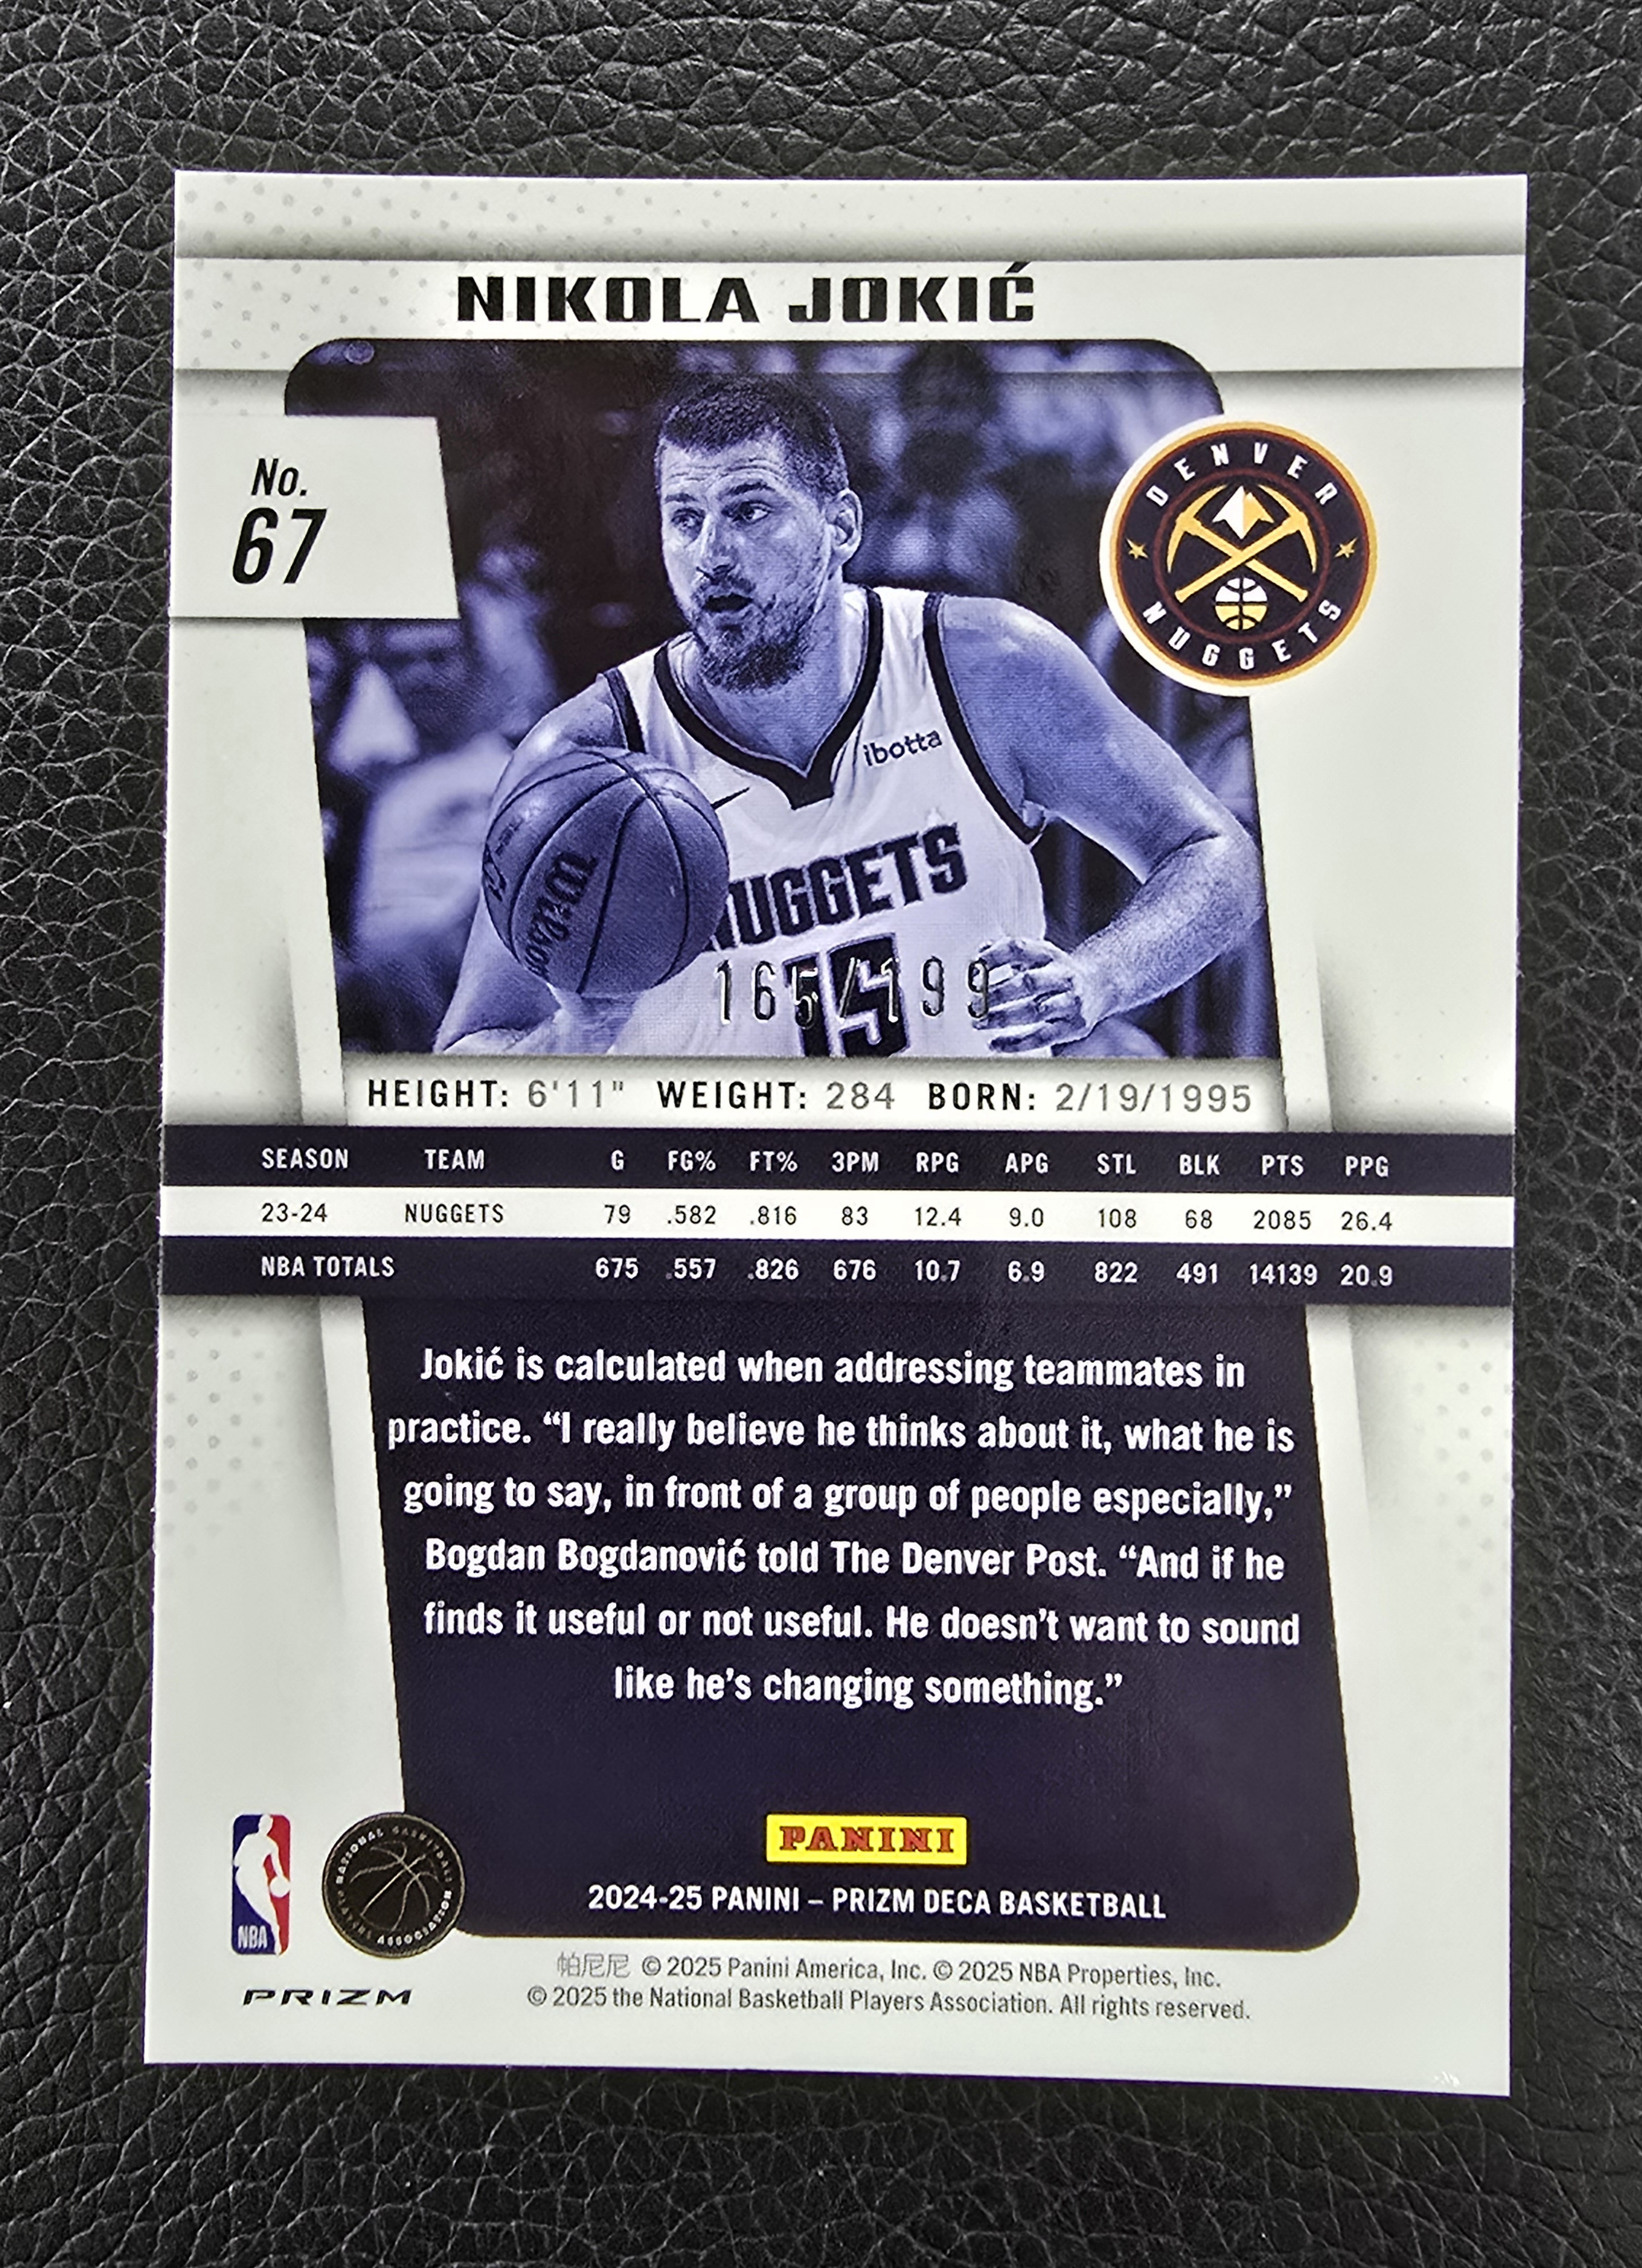 NIKOLA JOKIĆ
No.
67
DENVER
NUGGETS
ibotta
Wilson
NUGGETS
15
165/199
HEIGHT: 6'11" WEIGHT: 284 BORN: 2/19/1995
SEASON TEAM G FG% FT% 3PM RPG APG STL BLK PTS PPG
23-24 NUGGETS 79 .582 .816 83 12.4 9.0 108 68 2085 26.4
NBA TOTALS 675 .557 .826 676 10.7 6.9 822 491 14139 20.9
Jokić is calculated when addressing teammates in
practice. “I really believe he thinks about it, what he is
going to say, in front of a group of people especially,”
Bogdan Bogdanović told The Denver Post. “And if he
finds it useful or not useful. He doesn’t want to sound
like he’s changing something.”
PANINI
2024-25 PANINI – PRIZM DECA BASKETBALL
NBA
NATIONAL BASKETBALL
PLAYERS ASSOCIATION
PRIZM
帕尼尼 © 2025 Panini America, Inc. © 2025 NBA Properties, Inc.
© 2025 the National Basketball Players Association. All rights reserved.